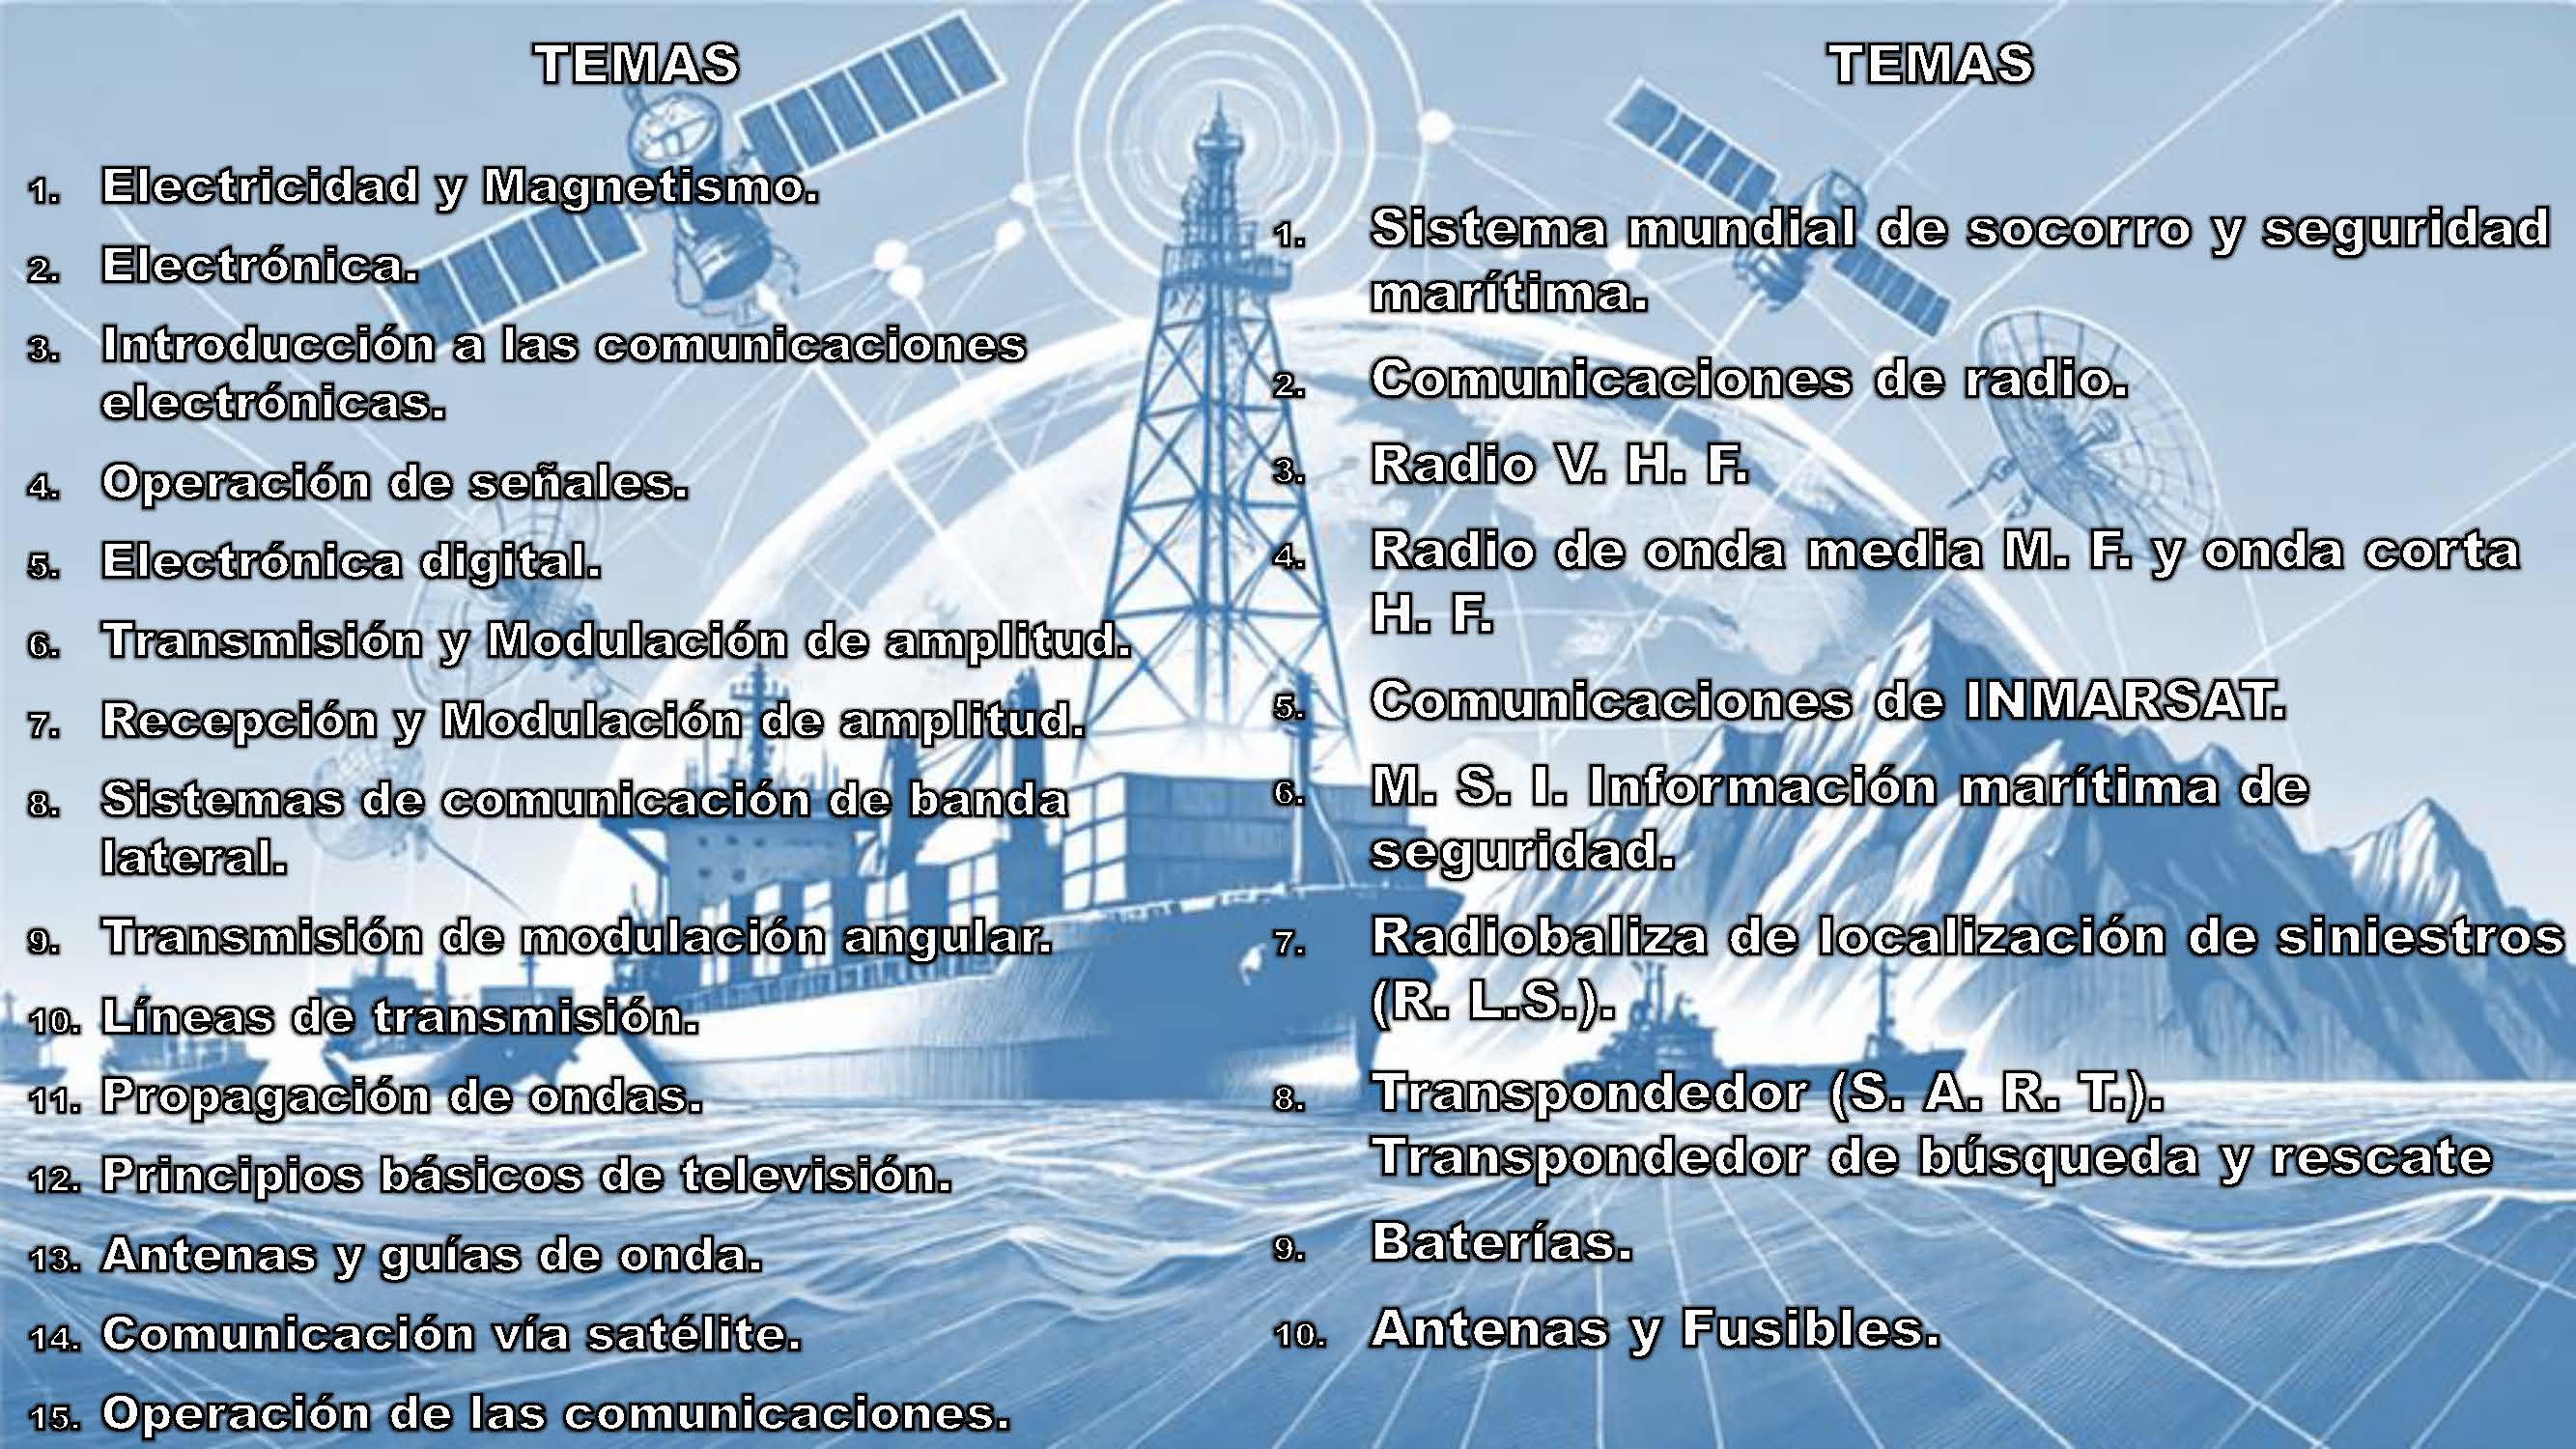 TEMAS
1. Electricidad y Magnetismo.
2. Electrónica.
3. Introducción a las comunicaciones
electrónicas.
4. Operación de señales.
5. Electrónica digital.
6. Transmisión y Modulación de amplitud.
7. Recepción y Modulación de amplitud.
8. Sistemas de comunicación de banda
lateral.
9. Transmisión de modulación angular.
10. Líneas de transmisión.
11. Propagación de ondas.
12. Principios básicos de televisión.
13. Antenas y guías de onda.
14. Comunicación vía satélite.
15. Operación de las comunicaciones.
TEMAS
1. Sistema mundial de socorro y seguridad
marítima.
2. Comunicaciones de radio.
3. Radio V. H. F.
4. Radio de onda media M. F. y onda corta
H. F.
5. Comunicaciones de INMARSAT.
6. M. S. I. Información marítima de
seguridad.
7. Radiobaliza de localización de siniestros
(R. L.S.).
8. Transpondedor (S. A. R. T.).
Transpondedor de búsqueda y rescate
9. Baterías.
10. Antenas y Fusibles.